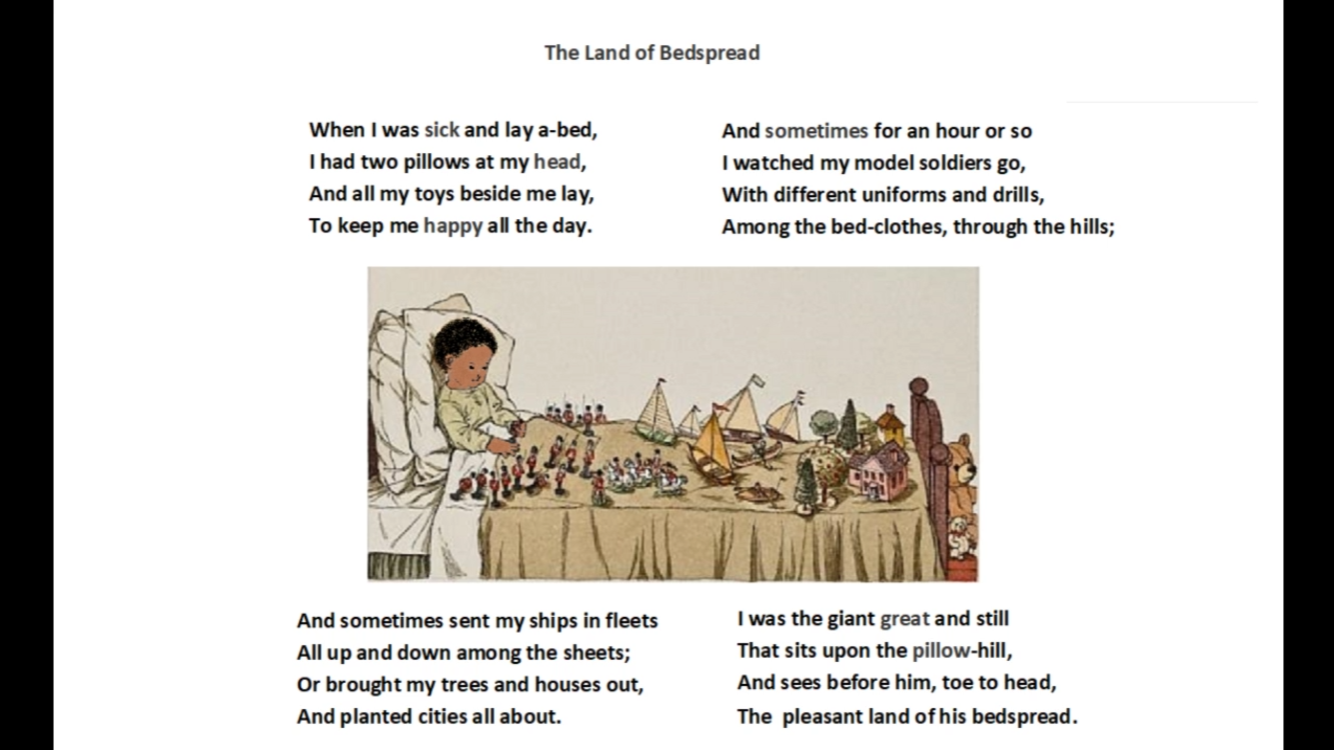 The Land of Bedspread
When I was sick and lay a-bed,
I had two pillows at my head,
And all my toys beside me lay,
To keep me happy all the day.
And sometimes for an hour or so
I watched my model soldiers go,
With different uniforms and drills,
Among the bed-clothes, through the hills;
And sometimes sent my ships in fleets
All up and down among the sheets;
Or brought my trees and houses out,
And planted cities all about.
I was the giant great and still
That sits upon the pillow-hill,
And sees before him, toe to head,
The pleasant land of his bedspread.